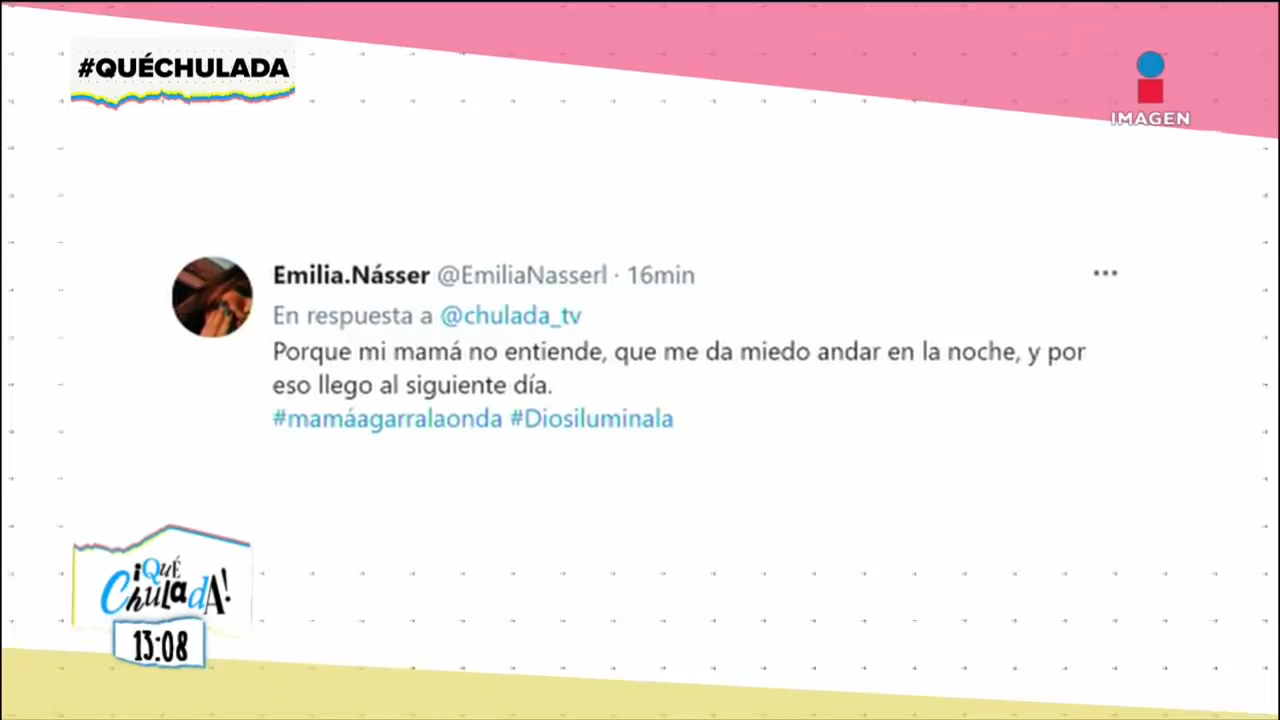 #QUÉCHULADA
IMAGEN
Emilia.Násser @EmiliaNasserl · 16min
En respuesta a @chulada_tv
Porque mi mamá no entiende, que me da miedo andar en la noche, y por
eso llego al siguiente día.
#mamáagarralaonda #Diosiluminala
¡QUÉ
CHULADA!
13:08